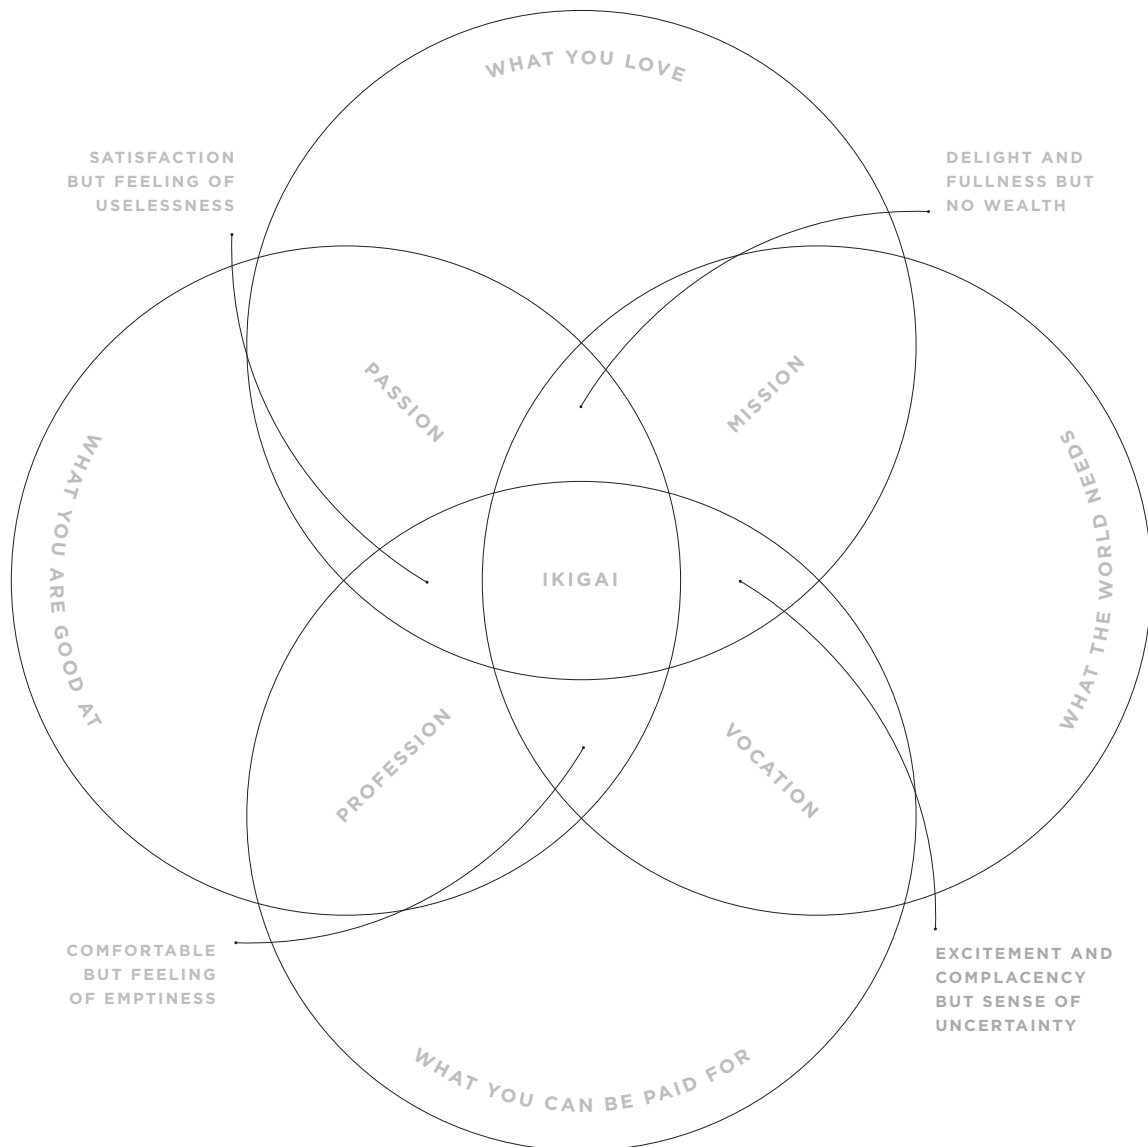 WHAT YOU LOVE
SATISFACTION
BUT FEELING OF
USELESSNESS
DELIGHT AND
FULLNESS BUT
NO WEALTH
PASSION
MISSION
WHAT YOU ARE GOOD AT
IKIGAI
WHAT THE WORLD NEEDS
PROFESSION
VOCATION
COMFORTABLE
BUT FEELING
OF EMPTINESS
EXCITEMENT AND
COMPLACENCY
BUT SENSE OF
UNCERTAINTY
WHAT YOU CAN BE PAID FOR